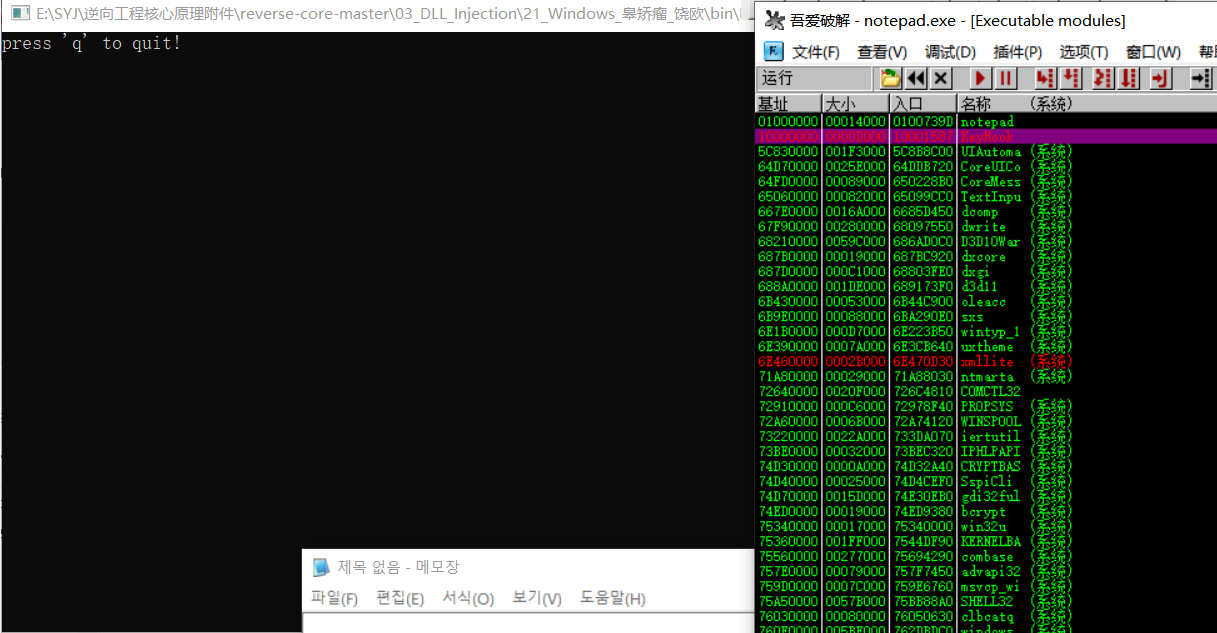 E:\SYJ\逆向工程核心原理附件\reverse-core-master\03_DLL_Injection\21_Windows_皋矫瘤_饶欧\bin\
press 'q' to quit!
제목 없음 - 메모장
파일(F) 편집(E) 서식(O) 보기(V) 도움말(H)
吾爱破解 - notepad.exe - [Executable modules]
文件(F) 查看(V) 调试(D) 插件(P) 选项(T) 窗口(W)
运行
基址 大小 入口 名称 (系统)
01000000 00014000 0100739D notepad
10000000 0000D000 10001587 KeyHook
5C830000 001F3000 5C8B8C00 UIAutoma (系统)
64D70000 0025E000 64DDB720 CoreUICo (系统)
64FD0000 00089000 650228B0 CoreMess (系统)
65060000 00082000 65099CC0 TextInpu (系统)
667E0000 0016A000 6685D450 dcomp (系统)
67F90000 00280000 68097550 dwrite (系统)
68210000 0059C000 686AD0C0 D3D10War (系统)
687B0000 00019000 687BC920 dxcore (系统)
687D0000 000C1000 68803FE0 dxgi (系统)
688A0000 001DE000 689173F0 d3d11 (系统)
6B430000 00053000 6B44C900 oleacc (系统)
6B9E0000 00088000 6BA290E0 sxs (系统)
6E1B0000 000D7000 6E223B50 wintyp_1 (系统)
6E390000 0007A000 6E3CB640 uxtheme (系统)
6E460000 0002B000 6E470D30 xmllite (系统)
71A80000 00029000 71A88030 ntmarta (系统)
72640000 0020F000 726C4810 COMCTL32
72910000 000C6000 72978F40 PROPSYS (系统)
72A60000 0006B000 72A74120 WINSPOOL (系统)
73220000 0022A000 733DA070 iertutil (系统)
73BE0000 00032000 73BEC320 IPHLPAPI (系统)
74D30000 0000A000 74D32A40 CRYPTBAS (系统)
74D40000 00025000 74D4CEF0 SspiCli (系统)
74D70000 0015D000 74E30EB0 gdi32ful (系统)
74ED0000 00019000 74ED9380 bcrypt (系统)
75340000 00017000 75340000 win32u (系统)
75360000 001FF000 7544DF90 KERNELBA (系统)
75560000 00277000 75694290 combase (系统)
757E0000 00079000 757F7450 advapi32 (系统)
759D0000 0007C000 759E6760 msvcp_wi (系统)
75A50000 0057B000 75BB88A0 SHELL32 (系统)
76030000 00080000 76050630 clbcatq (系统)